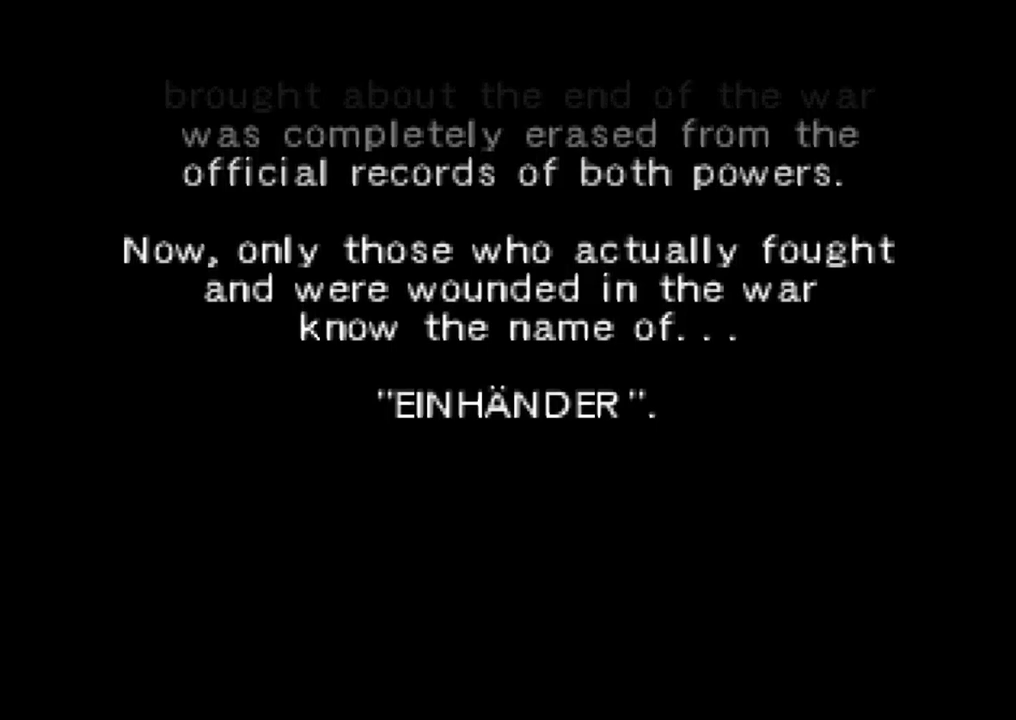 brought about the end of the war
was completely erased from the
official records of both powers.
Now, only those who actually fought
and were wounded in the war
know the name of...
"EINHÄNDER".